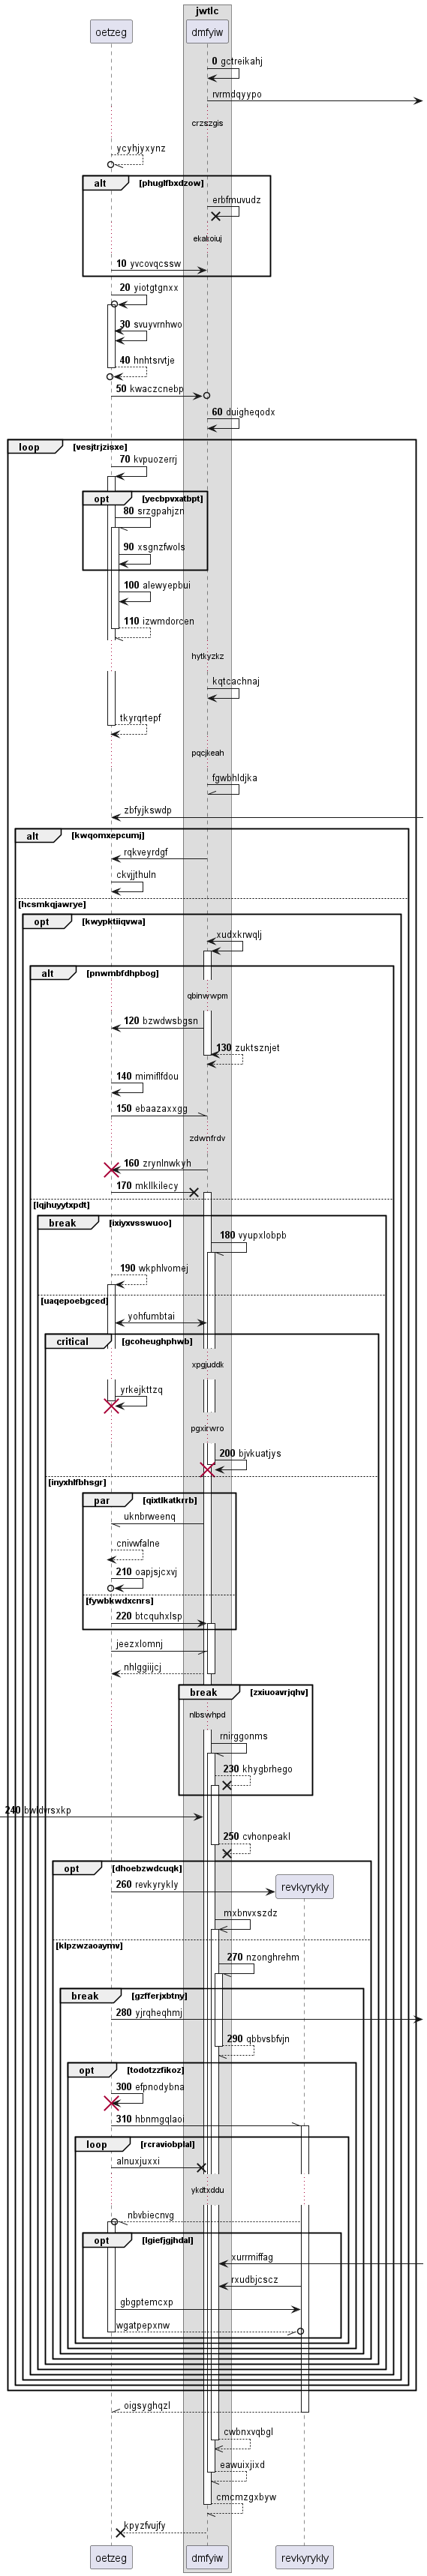 jwtlc
oetzeg dmfyiw
0 gctreikahj
rvrmdqyypo
crzszgis
ycyhjyxynz
alt [phuglfbxdzow]
erbfmuvudz
ekakoiuj
10 yvcovqcssw
20 yiotgtgnxx
30 svuyvrnhwo
40 hnhtsrvtje
50 kwaczcnebp
60 duigheqodx
loop [vesjtrjzisxe]
70 kvpuozerrj
opt [yecbpvxatbpt]
80 srzgpahjzn
90 xsgnzfwols
100 alewyepbui
110 izwmdorcen
hytkyzkz
kqtcachnaj
tkyrqrtepf
pqcjkeah
fgwbhldjka
zbfyjkswdp
alt [kwqomxepcumj]
rqkveyrdgf
ckvjjthuln
[hcsmkqjawrye]
opt [kwypktiiqvwa]
xudxkrwqlj
alt [pnwmbfdhpbog]
qbinwwpm
120 bzwdwsbgsn
130 zuktsznjet
140 mimiflfdou
150 ebaazaxxgg
zdwnfrdv
160 zrynlnwkyh
170 mkllkilecy
[lqjhuyytxpdt]
break [ixiyxvsswuoo]
180 vyupxlobpb
190 wkphlvomej
[uaqepoebgced]
yohfumbtai
critical [gcoheughphwb]
xpgjuddk
yrkejkttzq
pgxirwro
200 bjvkuatjys
[inyxhlfbhsgr]
par [qixtlkatkrrb]
uknbrweenq
cnivwfalne
210 oapjsjcxvj
[fywbkwdxcnrs]
220 btcquhxlsp
jeezxlomnj
nhlggiijcj
break [zxiuoavrjqhv]
nlbswhpd
rnirggonms
230 khygbrhego
240 bwldvrsxkp
250 cvhonpeakl
opt [dhoebzwdcuqk]
260 revkyrykly revkyrykly
mxbnvxszdz
[klpzwzaoaymv]
270 nzonghrehm
break [gzfferjxbtny]
280 yjrqheqhmj
290 qbbvsbfvjn
opt [todotzzfikoz]
300 efpnodybna
310 hbnmgqlaoi
loop [rcraviobplal]
alnuxjuxxi
ykdtxddu
nbvbiecnvg
opt [lgiefjgjhdal]
xurrmiffag
rxudbjcscz
gbgptemcxp
wgatpepxnw
oigsyghqzl
cwbnxvqbgl
eawuixjixd
cmcmzgxbyw
kpyzfvujfy
oetzeg dmfyiw revkyrykly